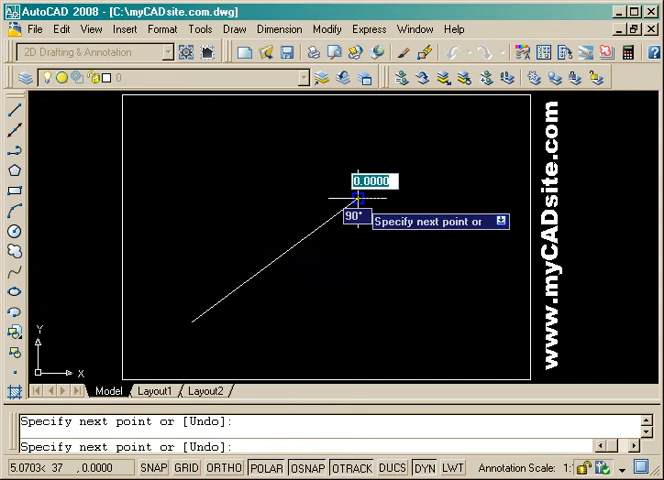 AutoCAD 2008 - [C:\myCADsite.com.dwg]
File Edit View Insert Format Tools Draw Dimension Modify Express Window Help
2D Drafting & Annotation
0
www.myCADsite.com
0.0000
90°
Specify next point or
Y
X
Model Layout1 Layout2
Specify next point or [Undo]:
Specify next point or [Undo]:
5.0703< 37 , 0.0000 SNAP GRID ORTHO POLAR OSNAP OTRACK DUCS DYN LWT Annotation Scale: 1: